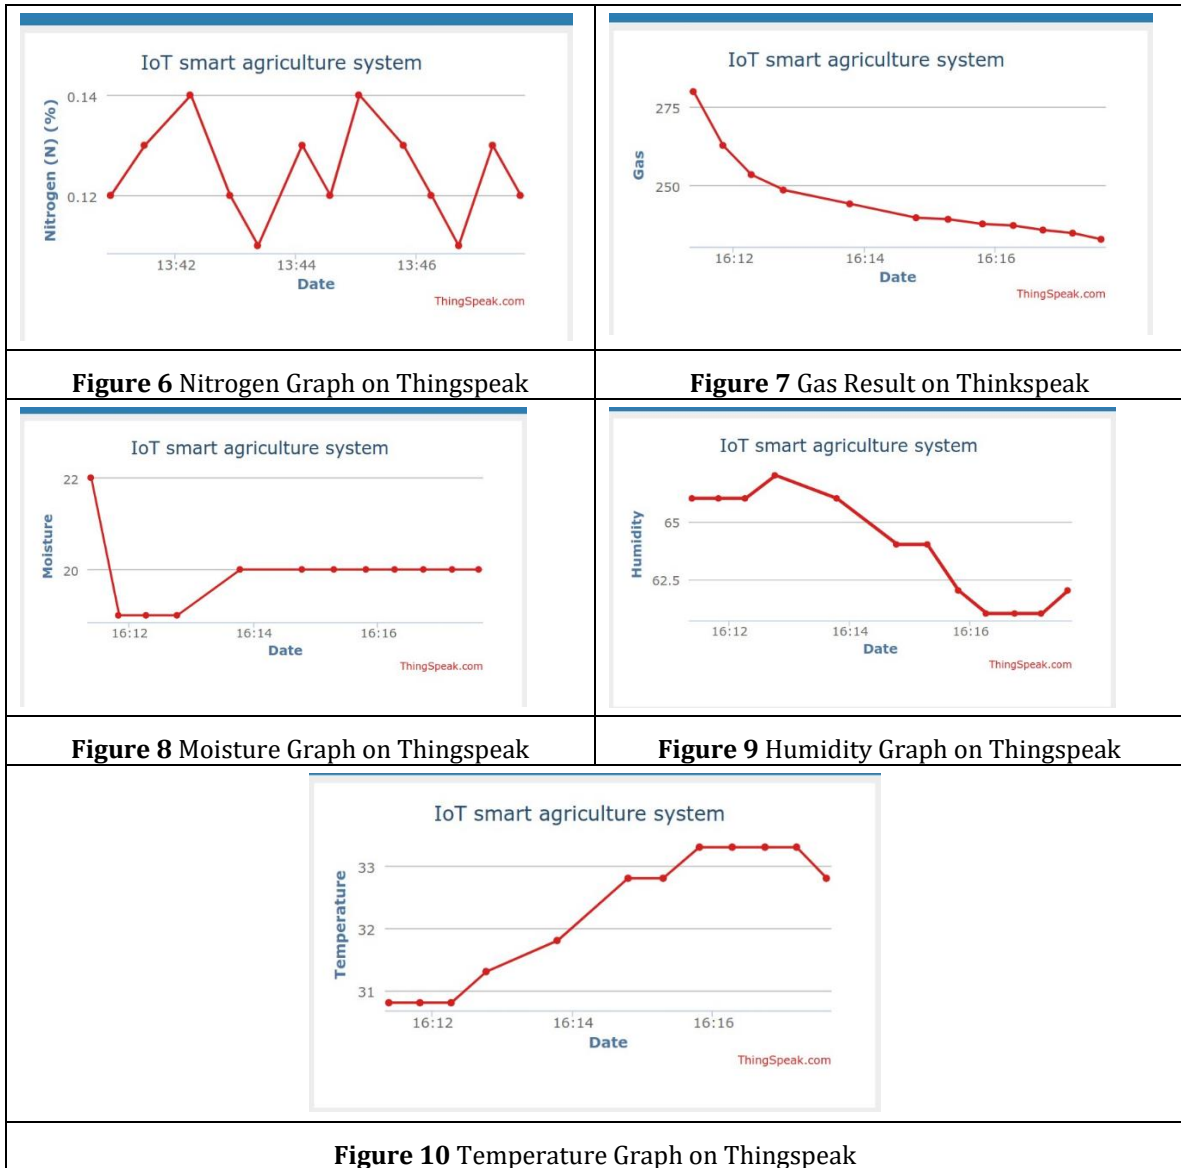 IoT smart agriculture system
Nitrogen (N) (%)
0.14
0.12
13:42 13:44 13:46
Date
ThingSpeak.com
Figure 6 Nitrogen Graph on Thingspeak
IoT smart agriculture system
Gas
275
250
16:12 16:14 16:16
Date
ThingSpeak.com
Figure 7 Gas Result on Thinkspeak
IoT smart agriculture system
Moisture
22
20
16:12 16:14 16:16
Date
ThingSpeak.com
Figure 8 Moisture Graph on Thingspeak
IoT smart agriculture system
Humidity
65
62.5
16:12 16:14 16:16
Date
ThingSpeak.com
Figure 9 Humidity Graph on Thingspeak
IoT smart agriculture system
Temperature
33
32
31
16:12 16:14 16:16
Date
ThingSpeak.com
Figure 10 Temperature Graph on Thingspeak